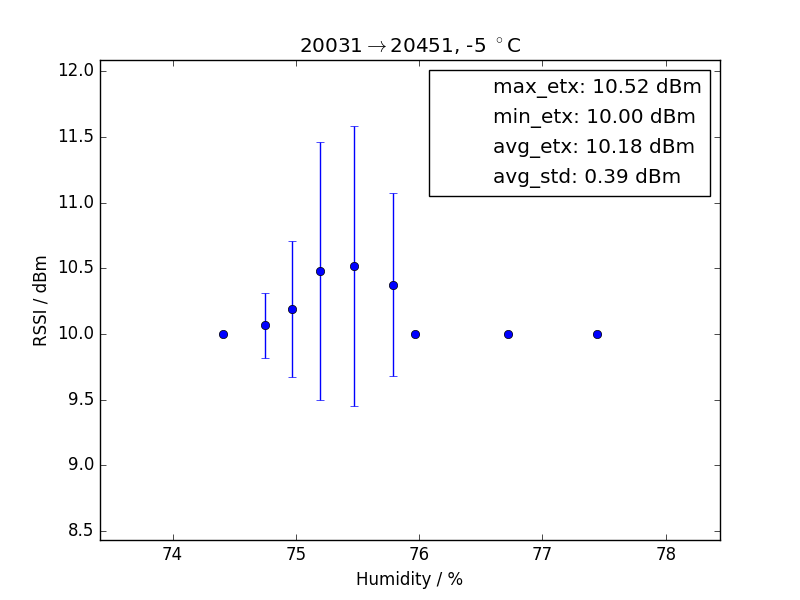 20031→20451, -5 °C
max_etx: 10.52 dBm
min_etx: 10.00 dBm
avg_etx: 10.18 dBm
avg_std: 0.39 dBm
RSSI / dBm
12.0
11.5
11.0
10.5
10.0
9.5
9.0
8.5
74 75 76 77 78
Humidity / %